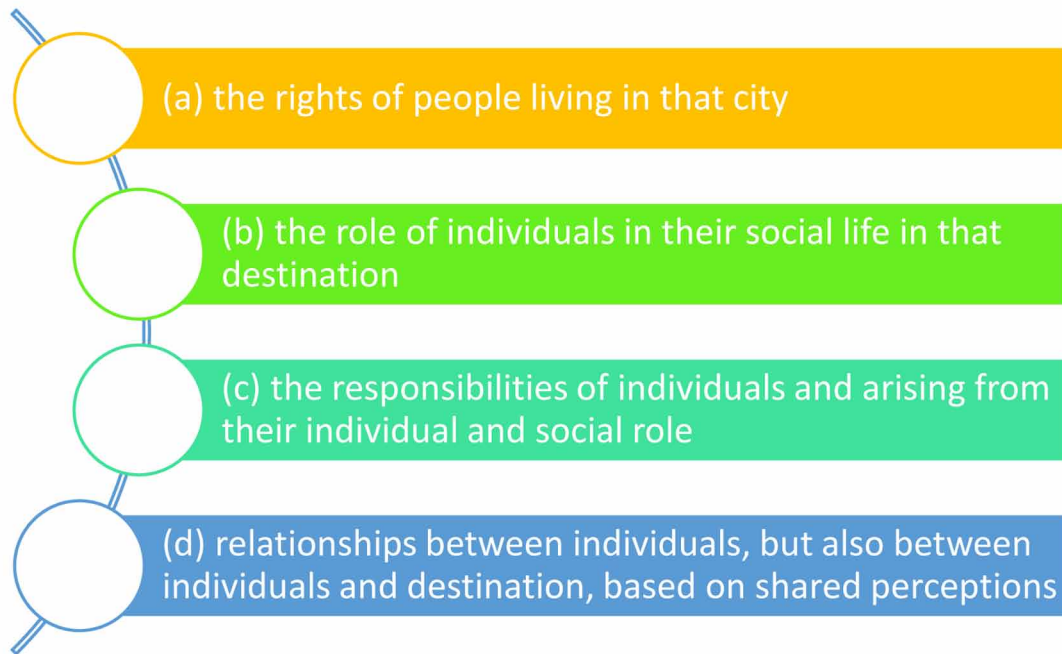 (a) the rights of people living in that city
(b) the role of individuals in their social life in that
destination
(c) the responsibilities of individuals and arising from
their individual and social role
(d) relationships between individuals, but also between
individuals and destination, based on shared perceptions